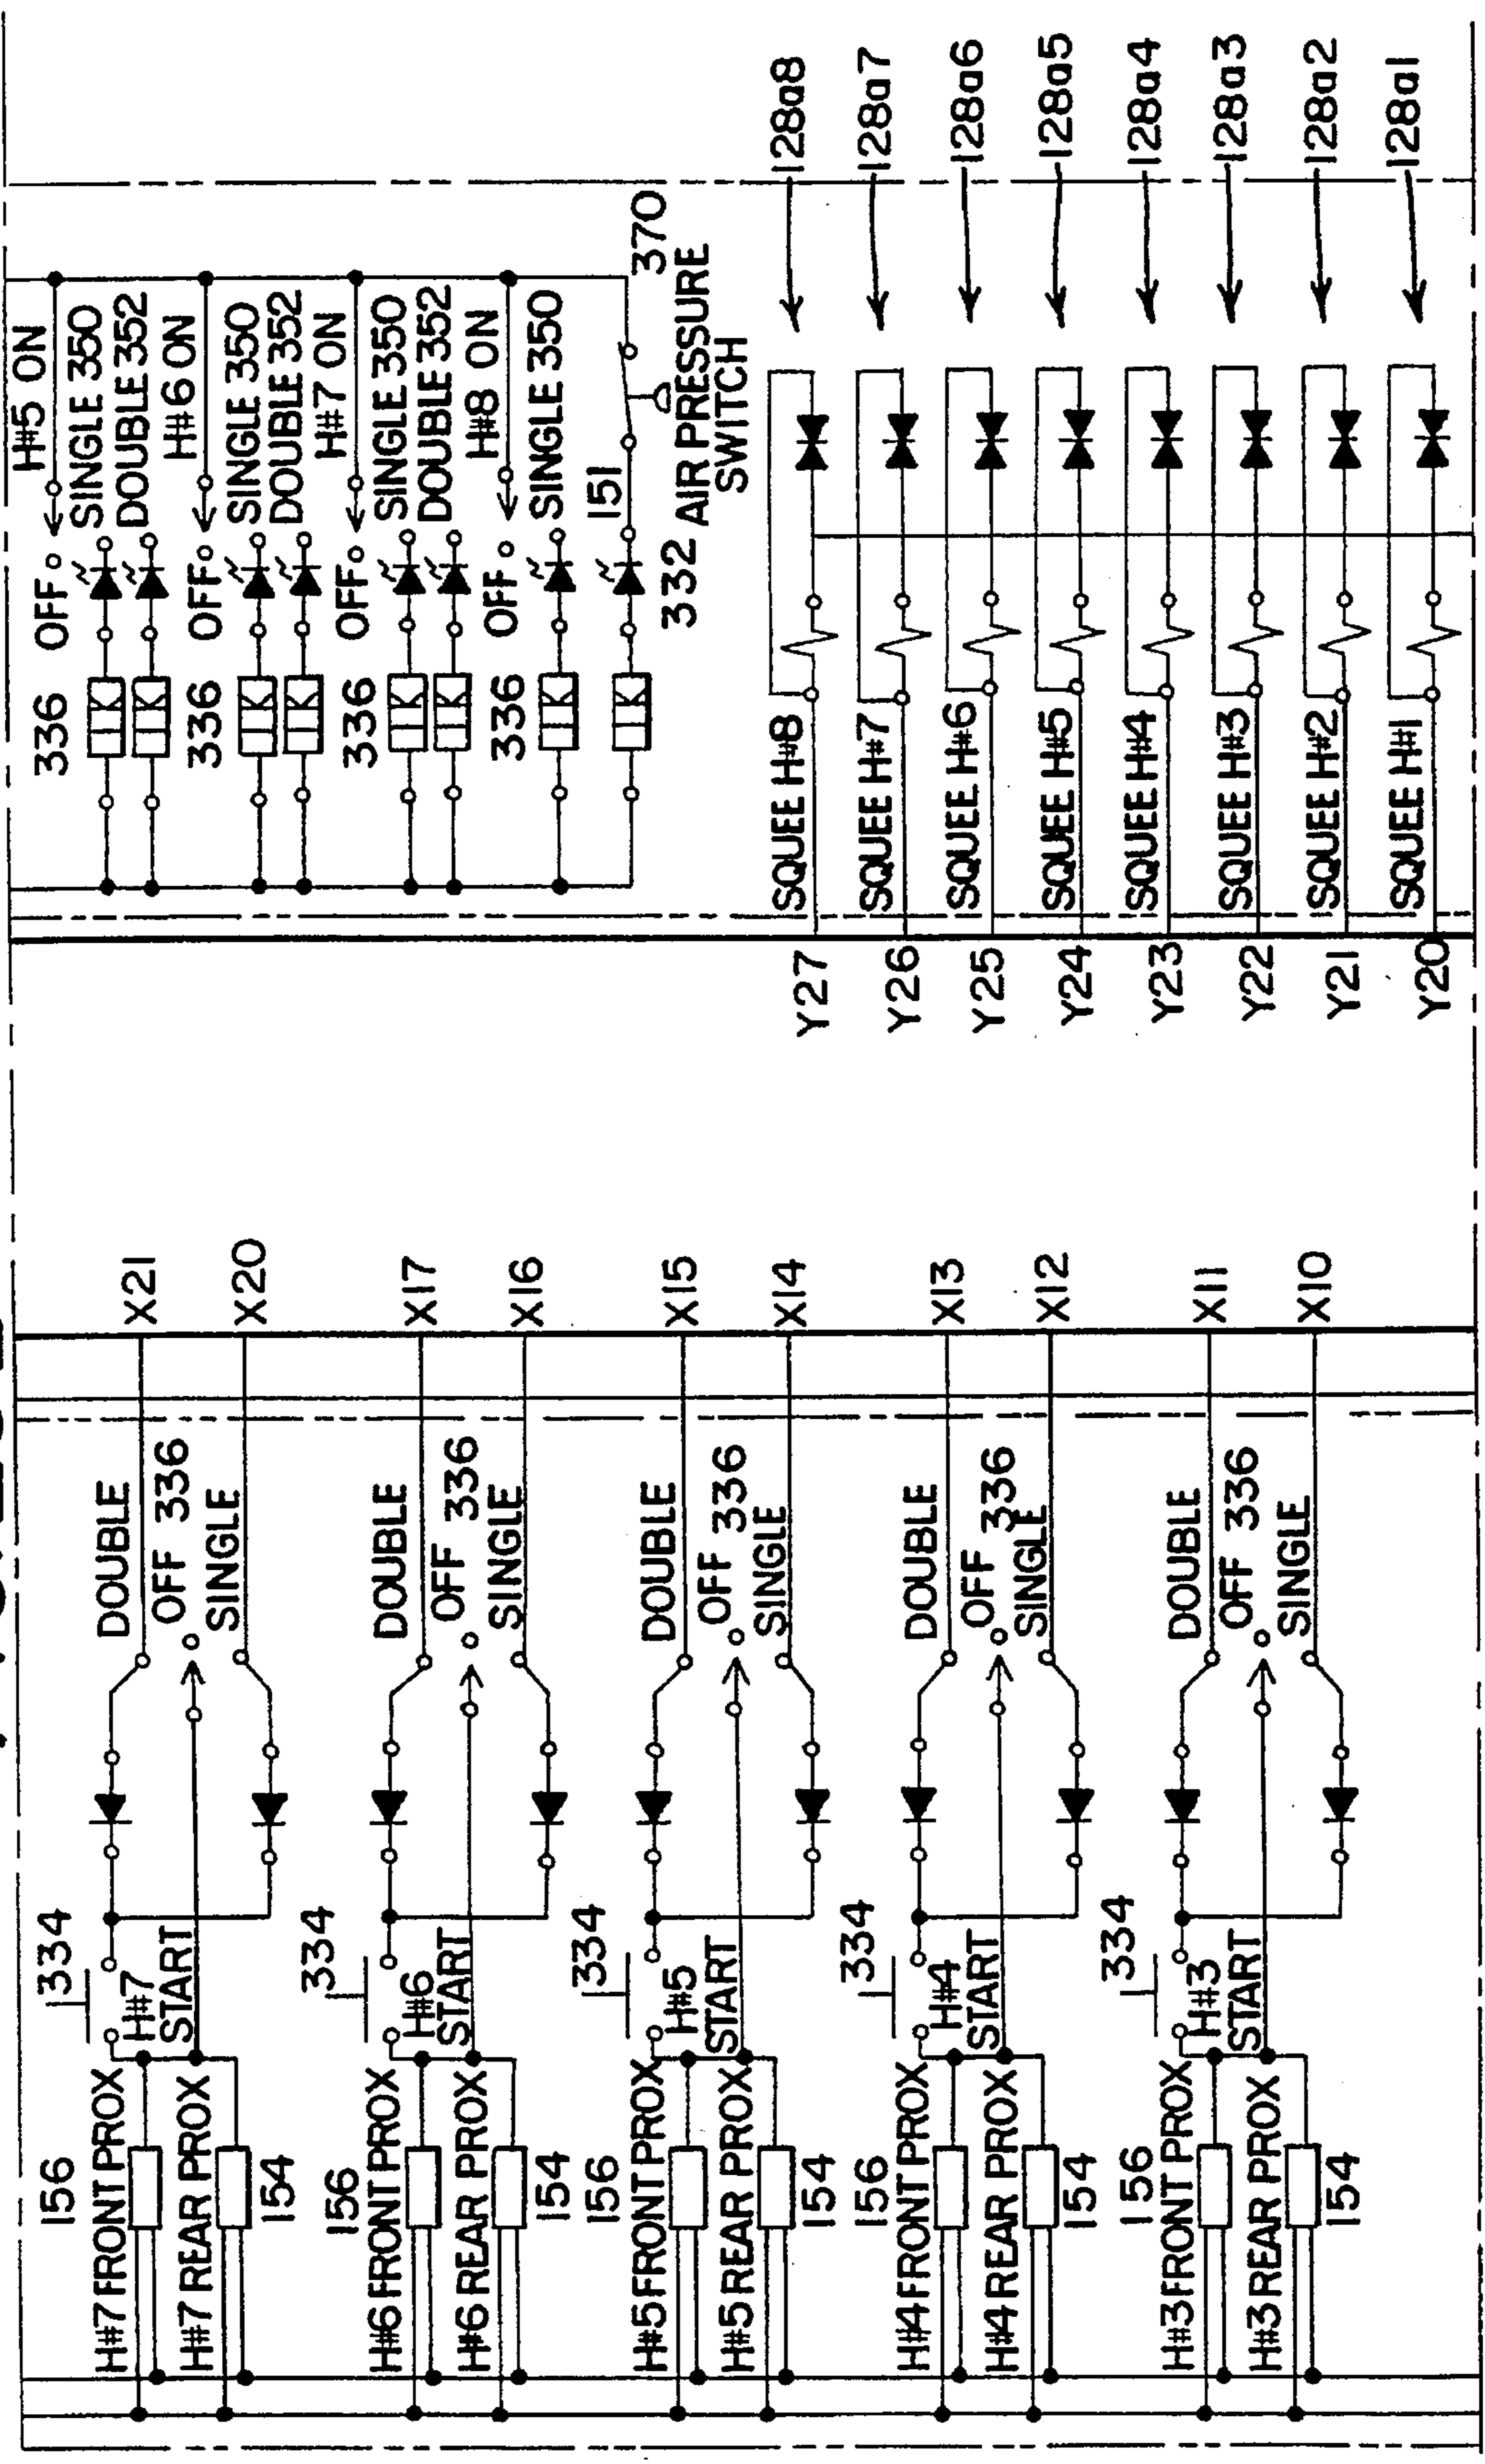 H#5 ON
336 OFF
SINGLE 350
DOUBLE 352
1K
1K
H#6 ON
336 OFF
SINGLE 350
DOUBLE 352
1K
1K
H#7 ON
336 OFF
SINGLE 350
DOUBLE 352
1K
1K
H#8 ON
336 OFF
SINGLE 350
1K
151
1K
370
332 AIR PRESSURE
SWITCH
Y27 SQUEE H#8 128a8
Y26 SQUEE H#7 128a7
Y25 SQUEE H#6 128a6
Y24 SQUEE H#5 128a5
Y23 SQUEE H#4 128a4
Y22 SQUEE H#3 128a3
Y21 SQUEE H#2 128a2
Y20 SQUEE H#1 128a1
156
H#7 FRONT PROX
H#7 REAR PROX
154
334
H#7
START
DOUBLE
OFF 336
SINGLE
X21
X20
156
H#6 FRONT PROX
H#6 REAR PROX
154
334
H#6
START
DOUBLE
OFF 336
SINGLE
X17
X16
156
H#5 FRONT PROX
H#5 REAR PROX
154
334
H#5
START
DOUBLE
OFF 336
SINGLE
X15
X14
156
H#4 FRONT PROX
H#4 REAR PROX
154
334
H#4
START
DOUBLE
OFF 336
SINGLE
X13
X12
156
H#3 FRONT PROX
H#3 REAR PROX
154
334
H#3
START
DOUBLE
OFF 336
SINGLE
X11
X10